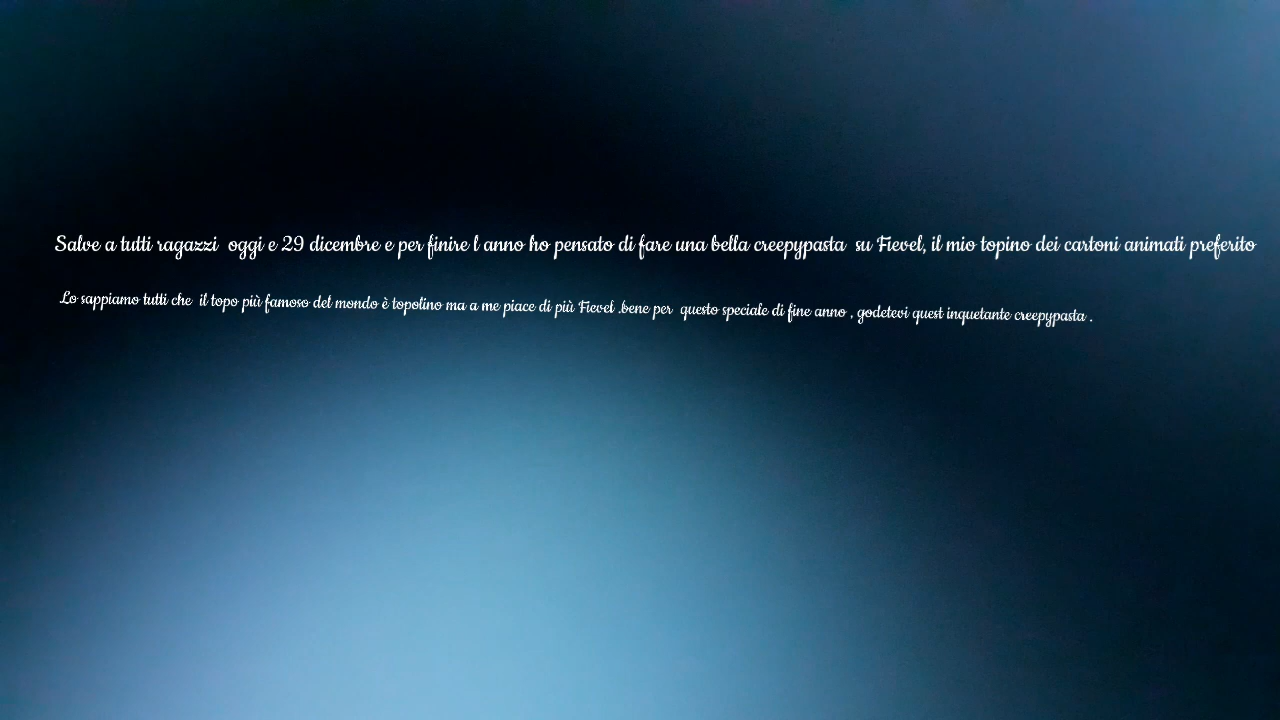 Salve a tutti ragazzi  oggi e 29 dicembre e per finire l anno ho pensato di fare una bella creepypasta  su Fievel, il mio topino dei cartoni animati preferito
Lo sappiamo tutti che  il topo più famoso del mondo è topolino ma a me piace di più Fievel .bene per  questo speciale di fine anno , godetevi quest inquetante creepypasta .